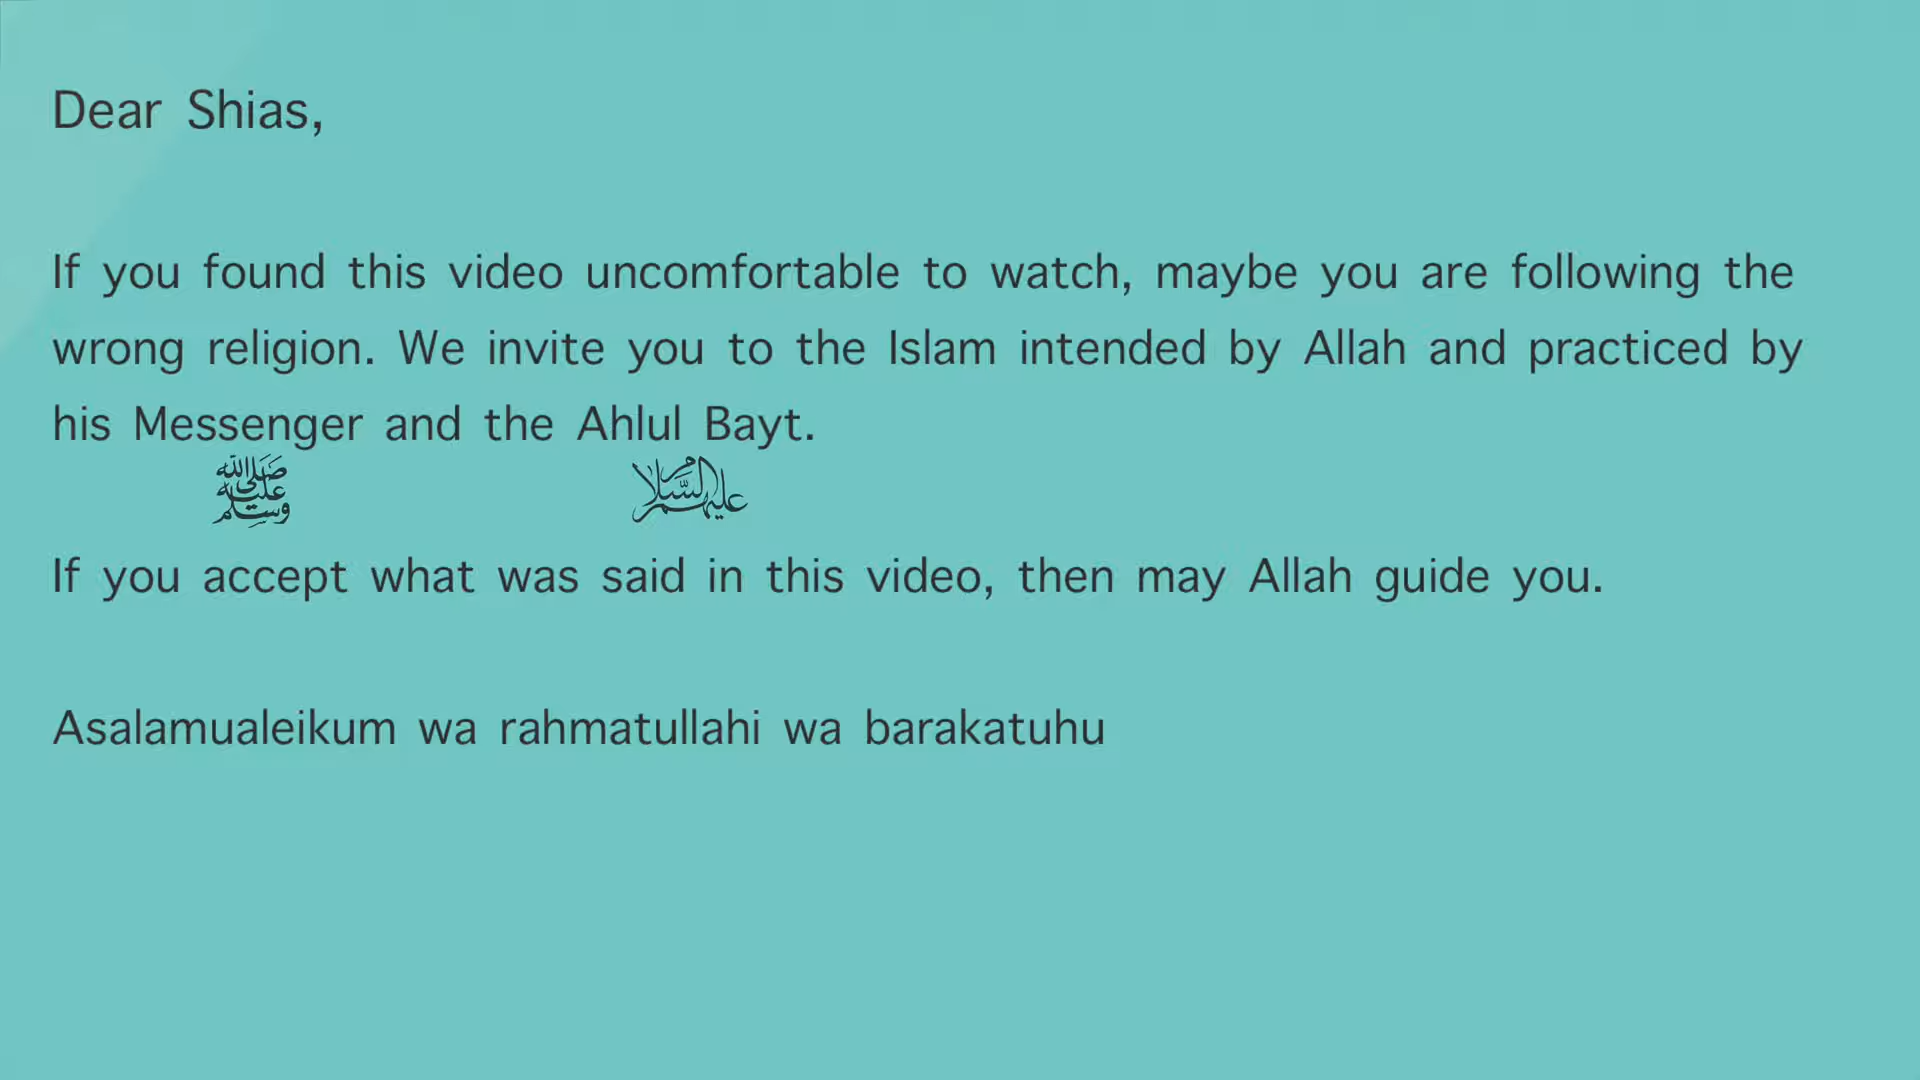 Dear Shias,
If you found this video uncomfortable to watch, maybe you are following the
wrong religion. We invite you to the Islam intended by Allah and practiced by
his Messenger and the Ahlul Bayt.
صلى الله عليه وسلم عليهم السلام
If you accept what was said in this video, then may Allah guide you.
Asalamualeikum wa rahmatullahi wa barakatuhu